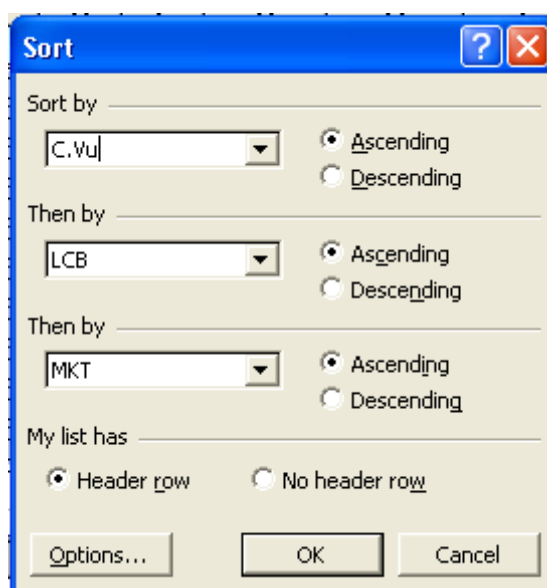 Sort
Sort by
C.Vu
Ascending
Descending
Then by
LCB
Ascending
Descending
Then by
MKT
Ascending
Descending
My list has
Header row No header row
Options... OK Cancel